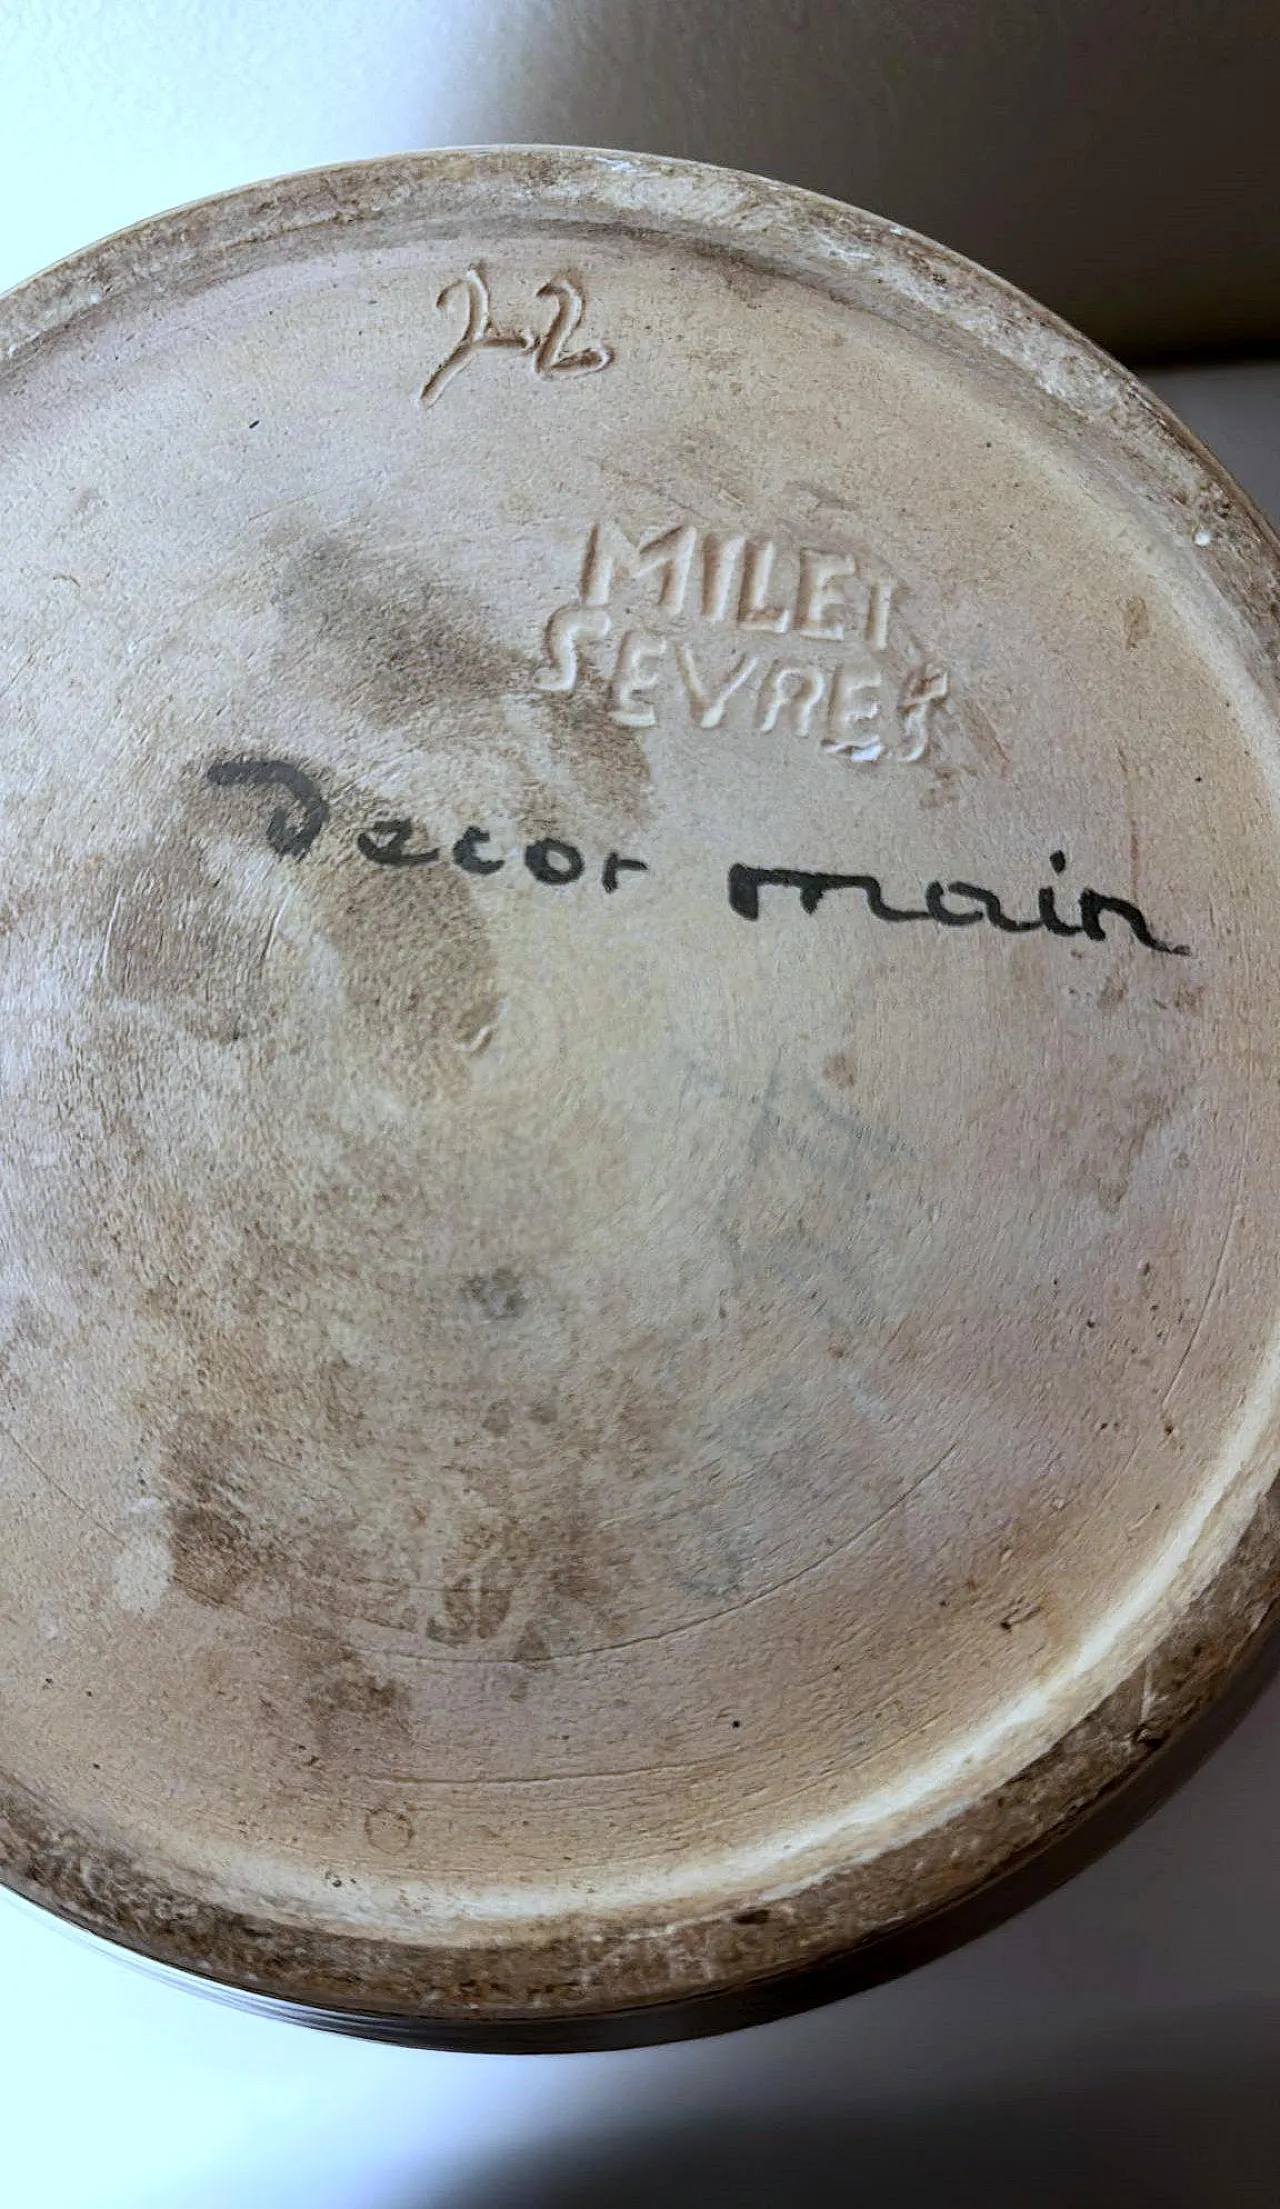 22
MILET
SEVRES
Decor main